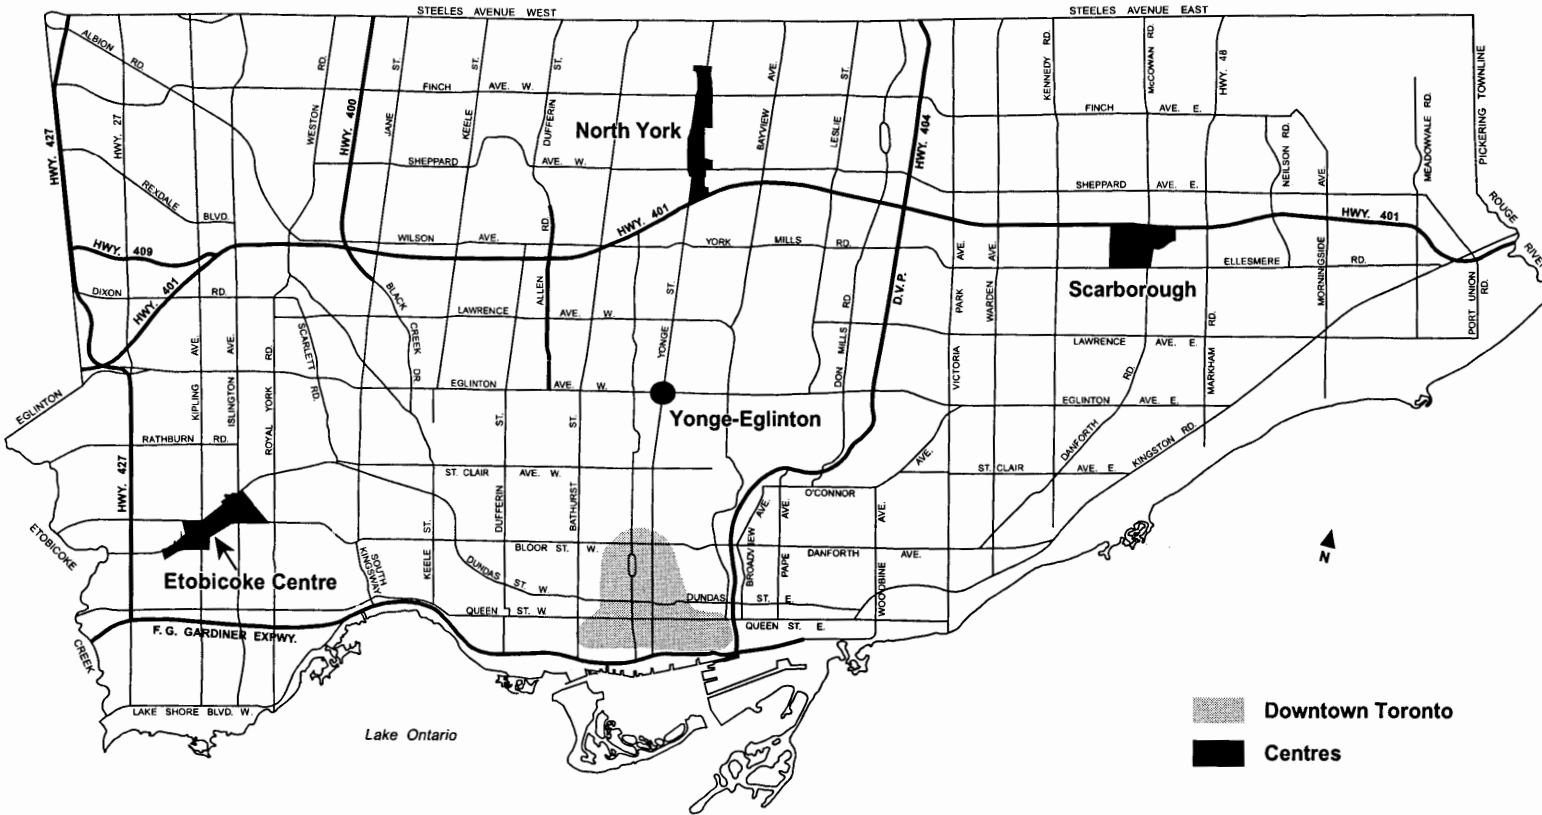 STEELES AVENUE WEST
STEELES AVENUE EAST
ALBION RD.
HWY. 427
HWY. 27
WESTON RD.
HWY. 400
JANE ST.
KEELE ST.
DUFFERIN ST.
FINCH AVE. W.
North York
BAYVIEW AVE.
LESLIE ST.
HWY. 404
KENNEDY RD.
McCOWAN RD.
HWY. 48
FINCH AVE. E.
NEILSON RD.
MEADOWVALE RD.
PICKERING TOWNLINE
SHEPPARD AVE. W.
SHEPPARD AVE. E.
REXDALE BLVD.
HWY. 409
HWY. 401
WILSON AVE.
ALLEN RD.
HWY. 401
YORK MILLS RD.
HWY. 401
ROUGE RIVER
ELLESMERE RD.
MORNINGSIDE AVE.
PORT UNION RD.
Scarborough
DIXON RD.
BLACK CREEK DR.
LAWRENCE AVE. W.
YONGE ST.
DON MILLS RD
D.V.P.
VICTORIA PARK AVE.
WARDEN AVE.
LAWRENCE AVE. E.
MARKHAM RD.
EGLINTON
KIPLING AVE.
ISLINGTON AVE.
ROYAL YORK RD.
SCARLETT RD.
EGLINTON AVE. W.
Yonge-Eglinton
EGLINTON AVE. E.
RATHBURN RD.
HWY. 427
ST. CLAIR AVE. W.
DUFFERIN ST.
BATHURST ST.
O'CONNOR
AVE.
ST. CLAIR AVE. E.
DANFORTH RD.
KINGSTON RD.
ETOBICOKE CREEK
Etobicoke Centre
SOUTH KINGSWAY
KEELE ST.
BLOOR ST. W.
DUNDAS ST W.
BROADVIEW AVE.
PAPE AVE.
DANFORTH AVE.
WOODBINE AVE.
DUNDAS ST. E.
QUEEN ST. W.
QUEEN ST. E.
F. G. GARDINER EXPWY.
LAKE SHORE BLVD. W.
Lake Ontario
N
Downtown Toronto
Centres